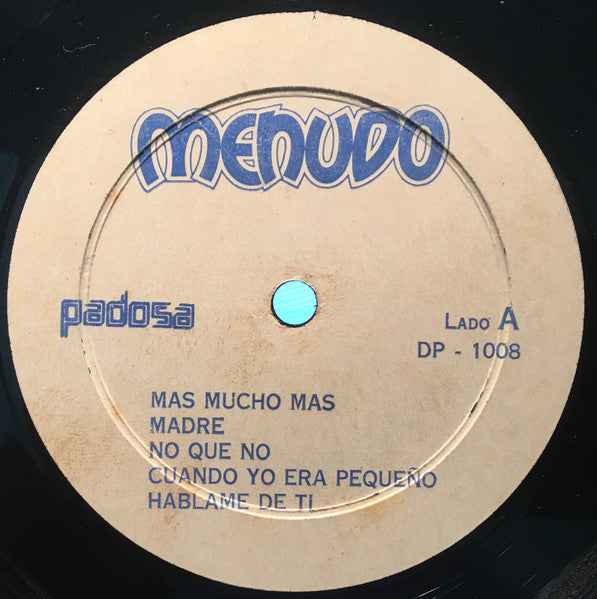 MENUDO
padosa
LADO A
DP - 1008
MAS MUCHO MAS
MADRE
NO QUE NO
CUANDO YO ERA PEQUEÑO
HABLAME DE TI